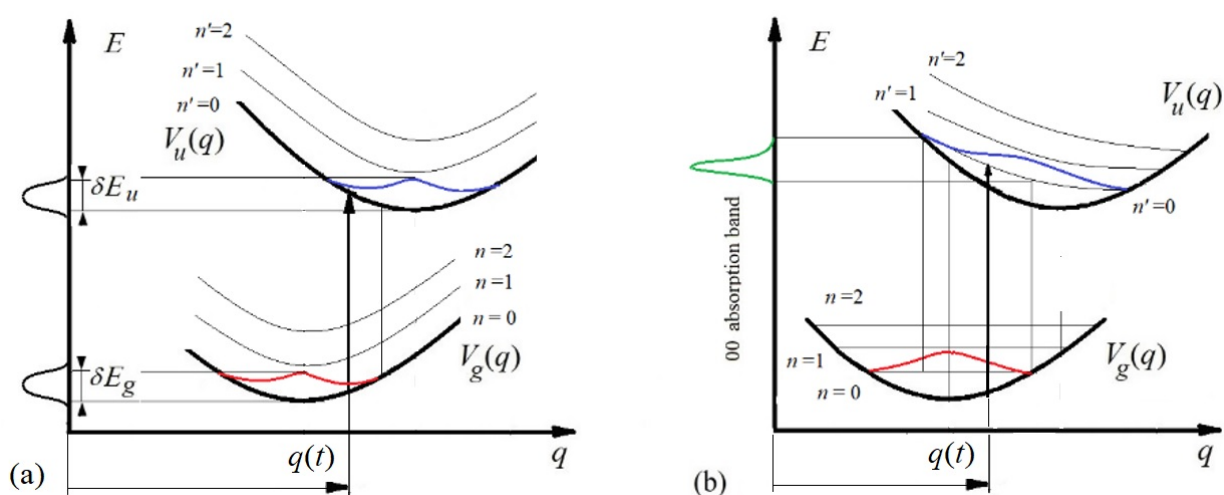 E
n'=2
n'=1
n'=0
V_u(q)
δE_u
n=2
n=1
n=0
V_g(q)
δE_g
q(t)
q
(a)
E
n'=2
n'=1
V_u(q)
n'=0
00 absorption band
n=2
n=1
n=0
V_g(q)
q(t)
q
(b)